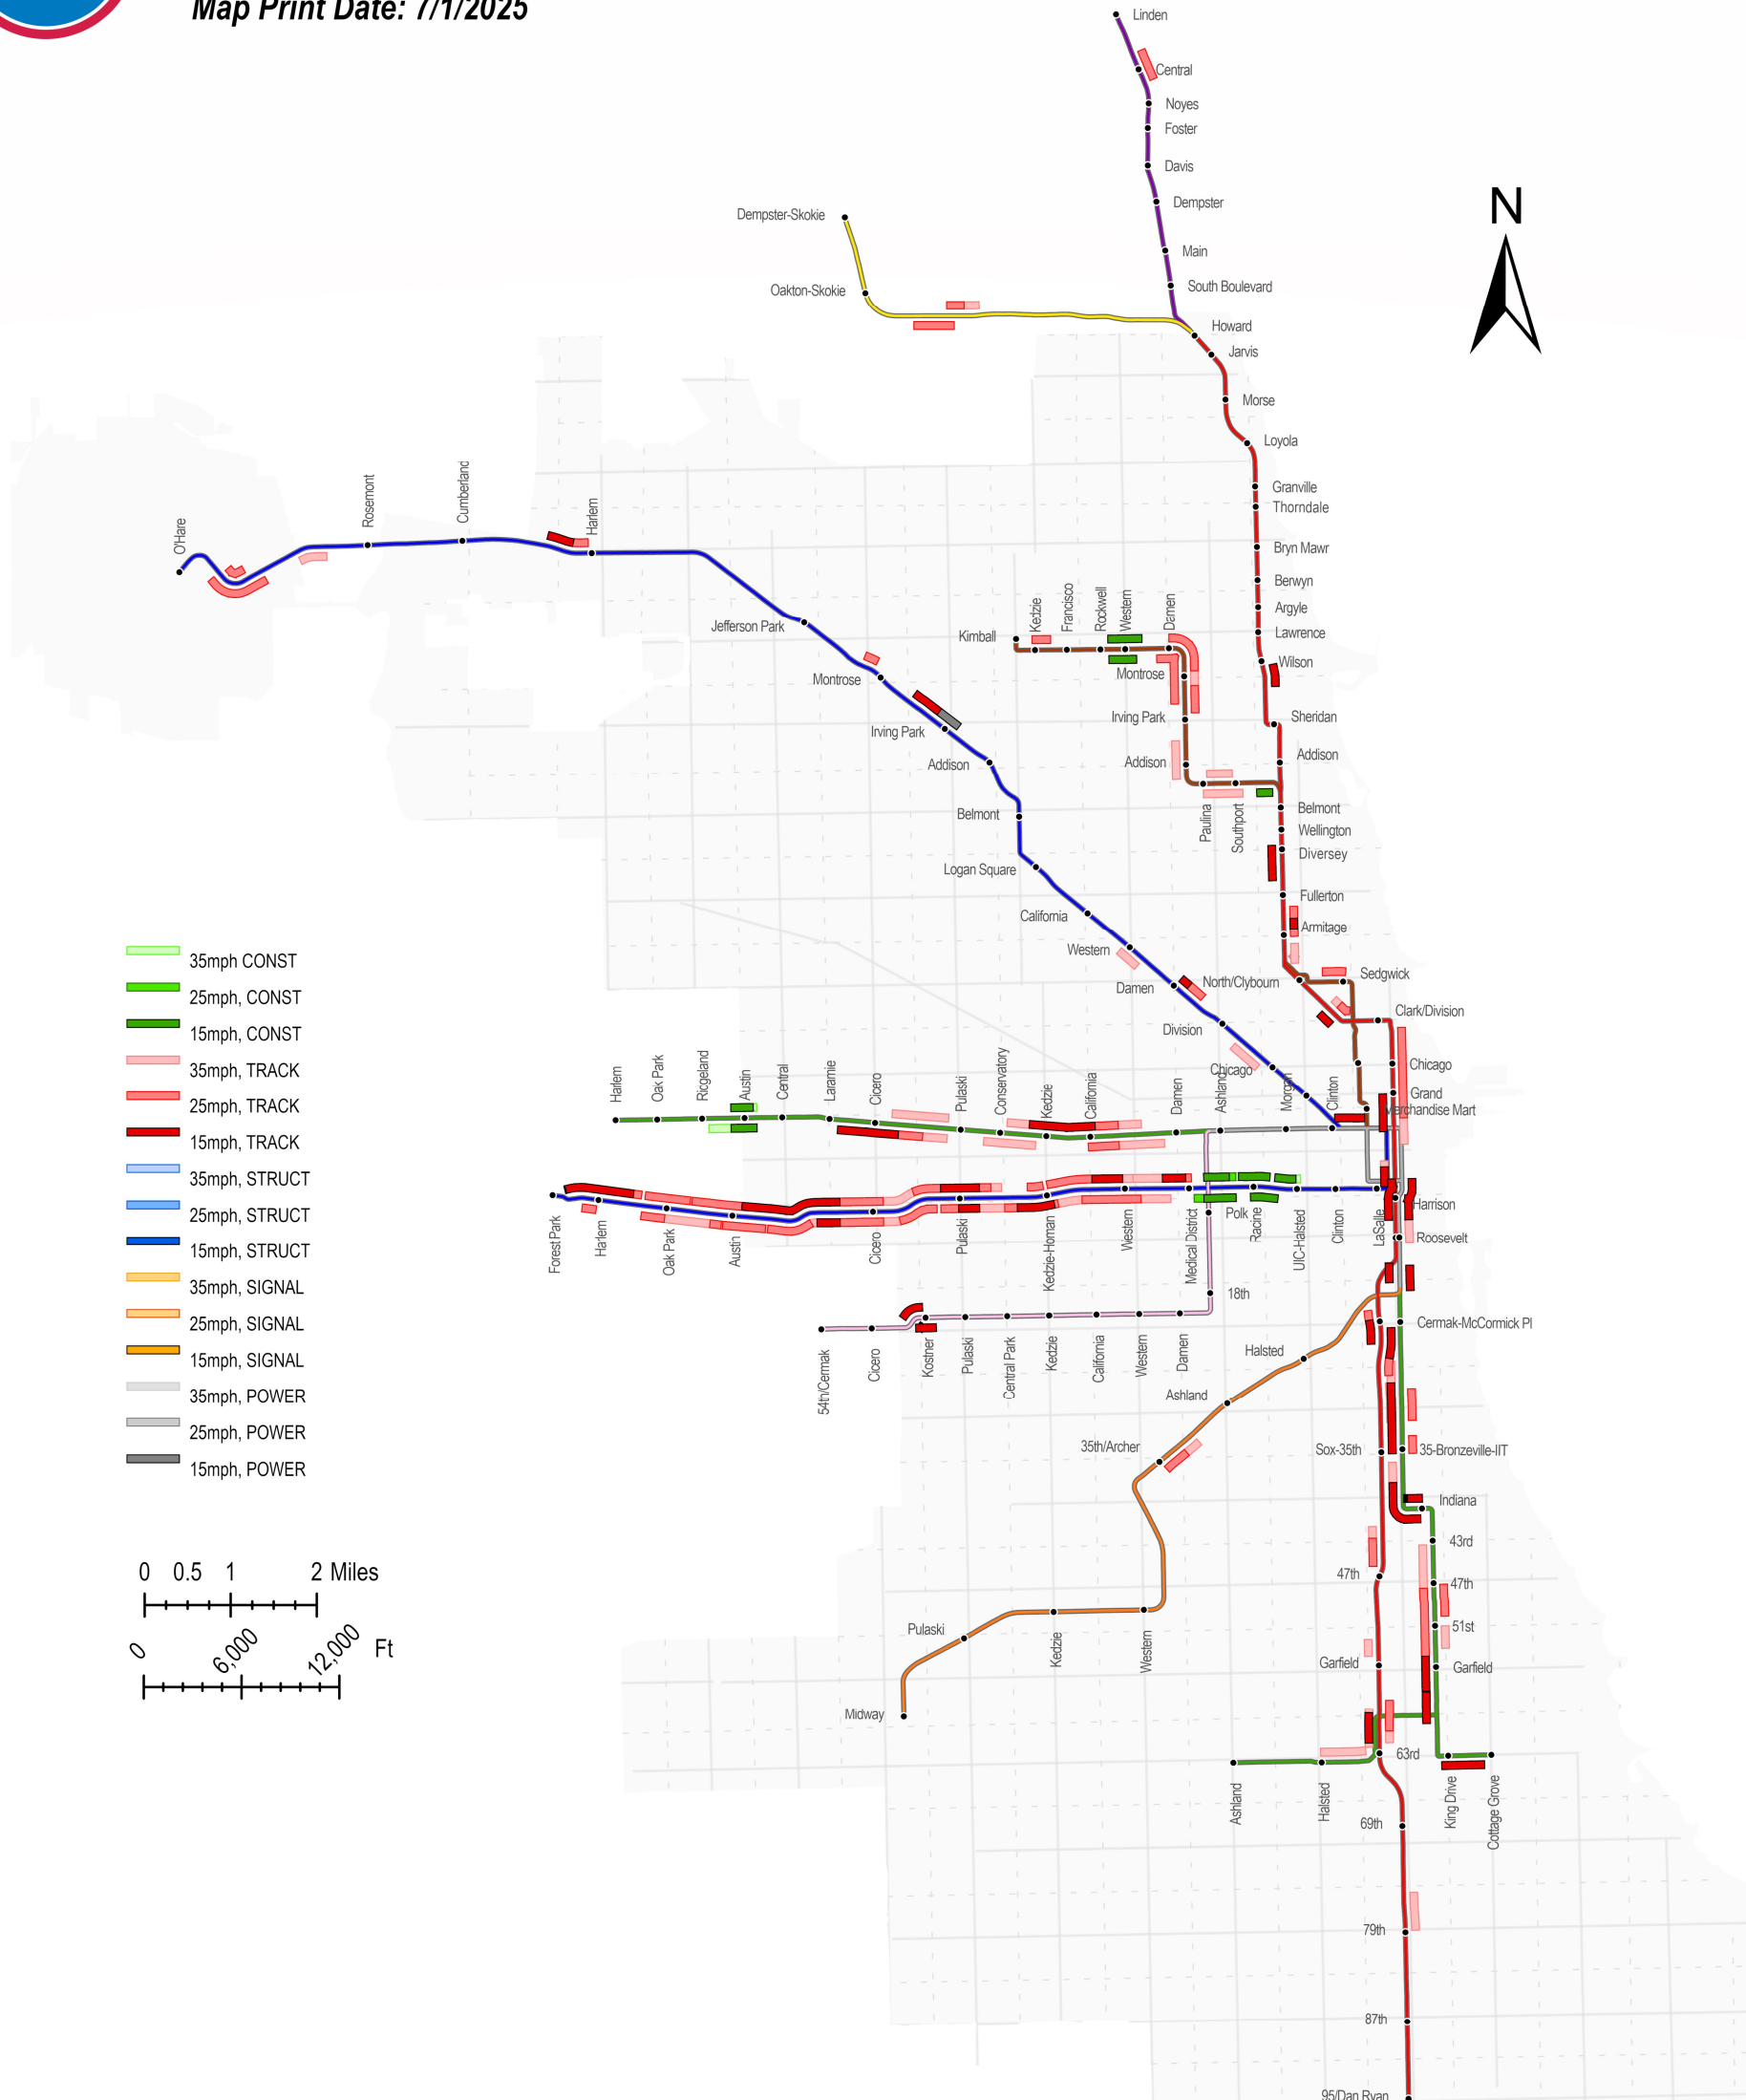 Map Print Date: 7/1/2025
Linden
Central
Noyes
Foster
Davis
Dempster
Main
South Boulevard
Dempster-Skokie
Oakton-Skokie
N
Howard
Jarvis
Morse
Loyola
Granville
Thorndale
Bryn Mawr
Berwyn
Argyle
Lawrence
Wilson
Sheridan
Addison
Belmont
Wellington
Diversey
Fullerton
Armitage
Sedgwick
North/Clybourn
Clark/Division
Chicago
Grand
Merchandise Mart
O'Hare
Rosemont
Cumberland
Harlem
Jefferson Park
Montrose
Irving Park
Addison
Belmont
Logan Square
California
Western
Damen
Division
Chicago
Kimball
Kedzie
Francisco
Rockwell
Western
Damen
Montrose
Irving Park
Addison
Paulina
Southport
35mph CONST
25mph, CONST
15mph, CONST
35mph, TRACK
25mph, TRACK
15mph, TRACK
35mph, STRUCT
25mph, STRUCT
15mph, STRUCT
35mph, SIGNAL
25mph, SIGNAL
15mph, SIGNAL
35mph, POWER
25mph, POWER
15mph, POWER
Harlem
Oak Park
Ridgeland
Austin
Central
Laramie
Cicero
Pulaski
Conservatory
Kedzie
California
Damen
Ashland
Morgan
Clinton
Forest Park
Harlem
Oak Park
Austin
Cicero
Pulaski
Kedzie-Homan
Western
Medical District
Polk
Racine
UIC-Halsted
Clinton
LaSalle
Harrison
Roosevelt
18th
54th/Cermak
Cicero
Kostner
Pulaski
Central Park
Kedzie
California
Western
Damen
Cermak-McCormick Pl
Halsted
Ashland
35th/Archer
Sox-35th
35-Bronzeville-IIT
Indiana
43rd
47th
47th
51st
Garfield
Garfield
Pulaski
Kedzie
Western
Midway
63rd
Ashland
Halsted
King Drive
Cottage Grove
69th
79th
87th
95/Dan Ryan
0 0.5 1 2 Miles
0 6,000 12,000 Ft